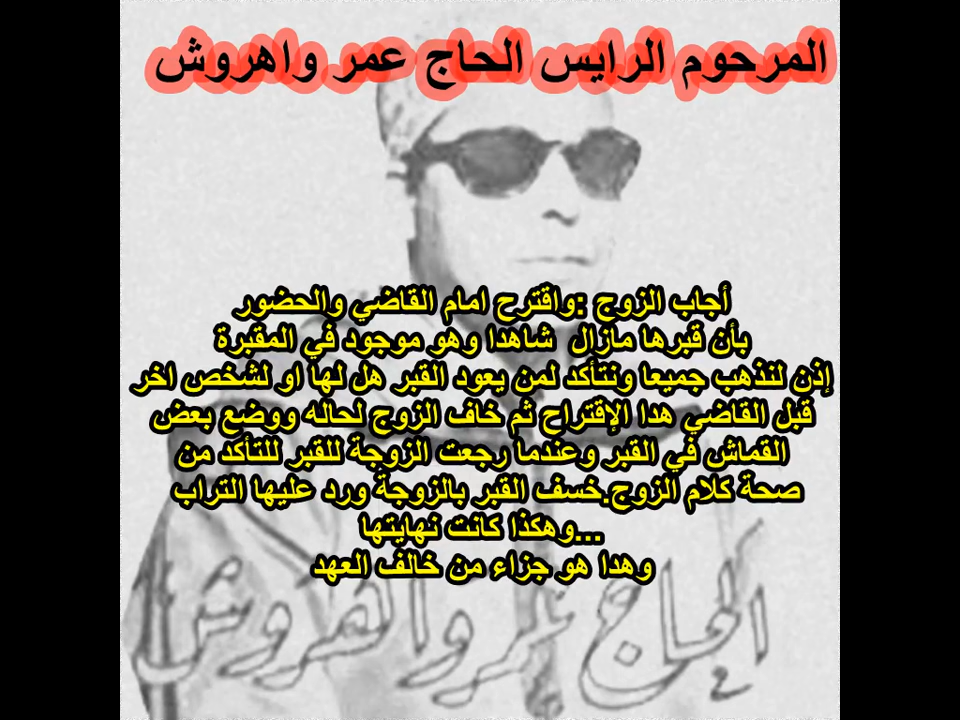 المرحوم الرايس الحاج عمر واهروش
أجاب الزوج :واقترح امام القاضي والحضور
بأن قبرها مازال شاهدا وهو موجود في المقبرة
إذن لنذهب جميعا ونتأكد لمن يعود القبر هل لها او لشخص اخر
قبل القاضي هدا الإقتراح ثم خاف الزوج لحاله ووضع بعض
القماش في القبر وعندما رجعت الزوجة للقبر للتأكد من
صحة كلام الزوج.خسف القبر بالزوجة ورد عليها التراب
...وهكذا كانت نهايتها
وهدا هو جزاء من خالف العهد
الحاج عمر واهروش